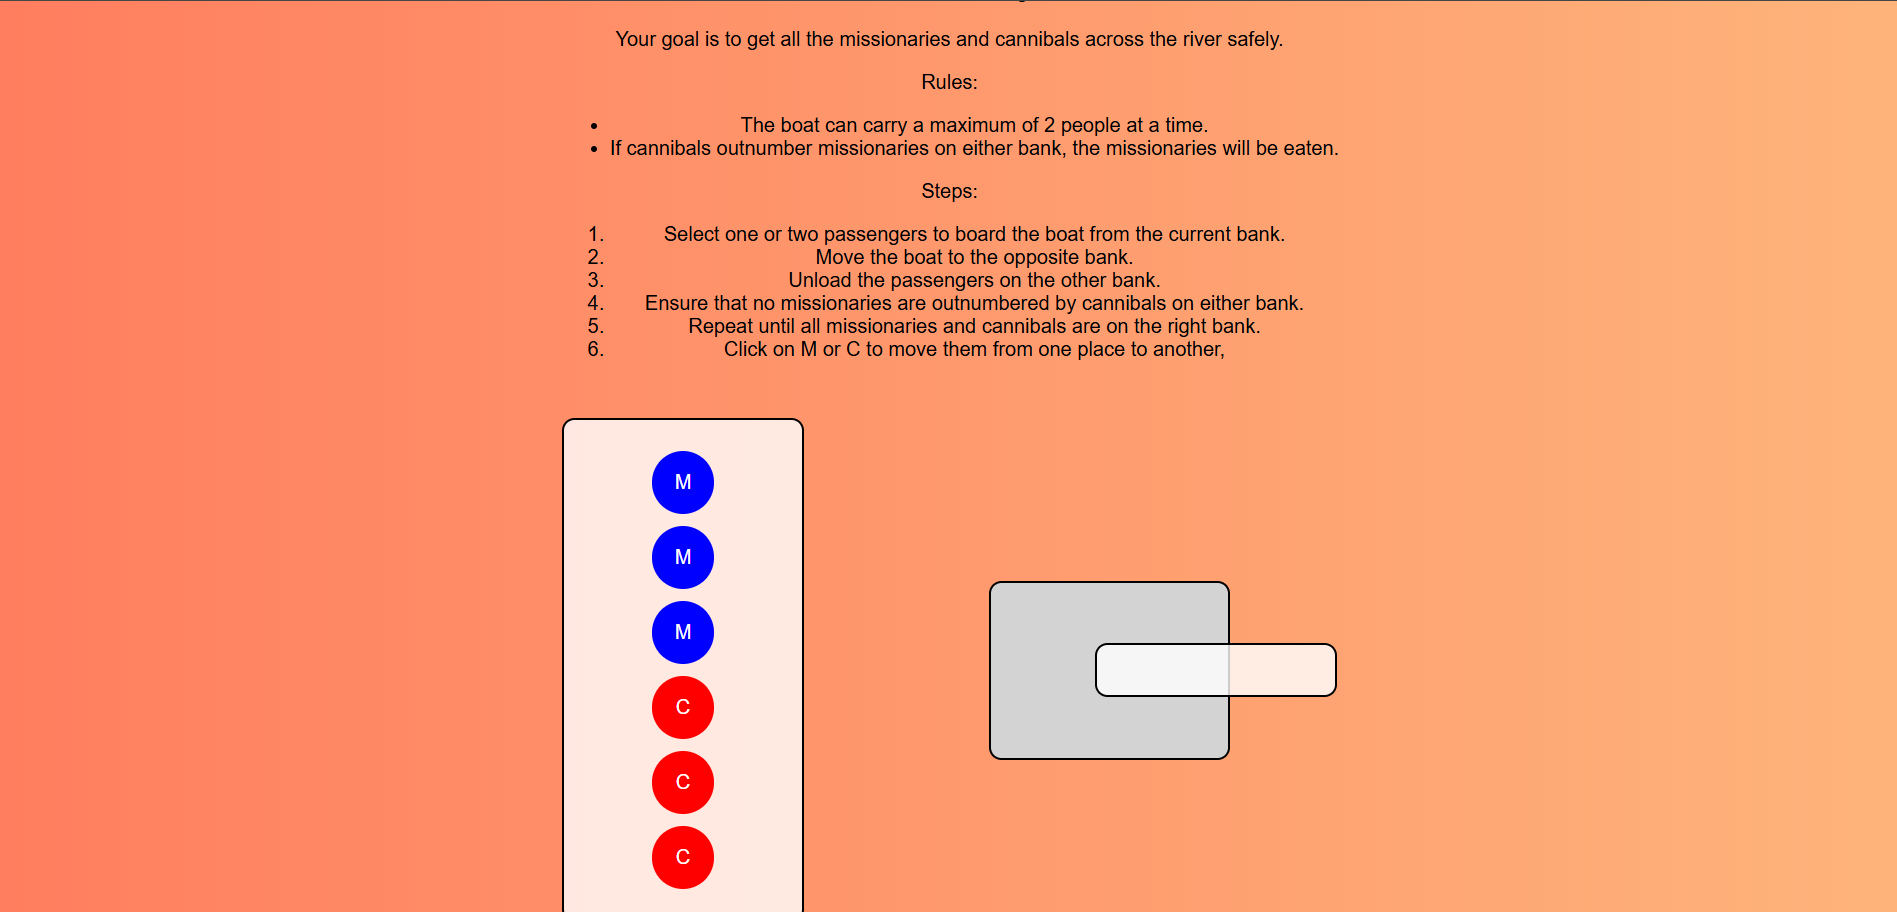 Your goal is to get all the missionaries and cannibals across the river safely.
Rules:
• The boat can carry a maximum of 2 people at a time.
• If cannibals outnumber missionaries on either bank, the missionaries will be eaten.
Steps:
1. Select one or two passengers to board the boat from the current bank.
2. Move the boat to the opposite bank.
3. Unload the passengers on the other bank.
4. Ensure that no missionaries are outnumbered by cannibals on either bank.
5. Repeat until all missionaries and cannibals are on the right bank.
6. Click on M or C to move them from one place to another,
M
M
M
C
C
C